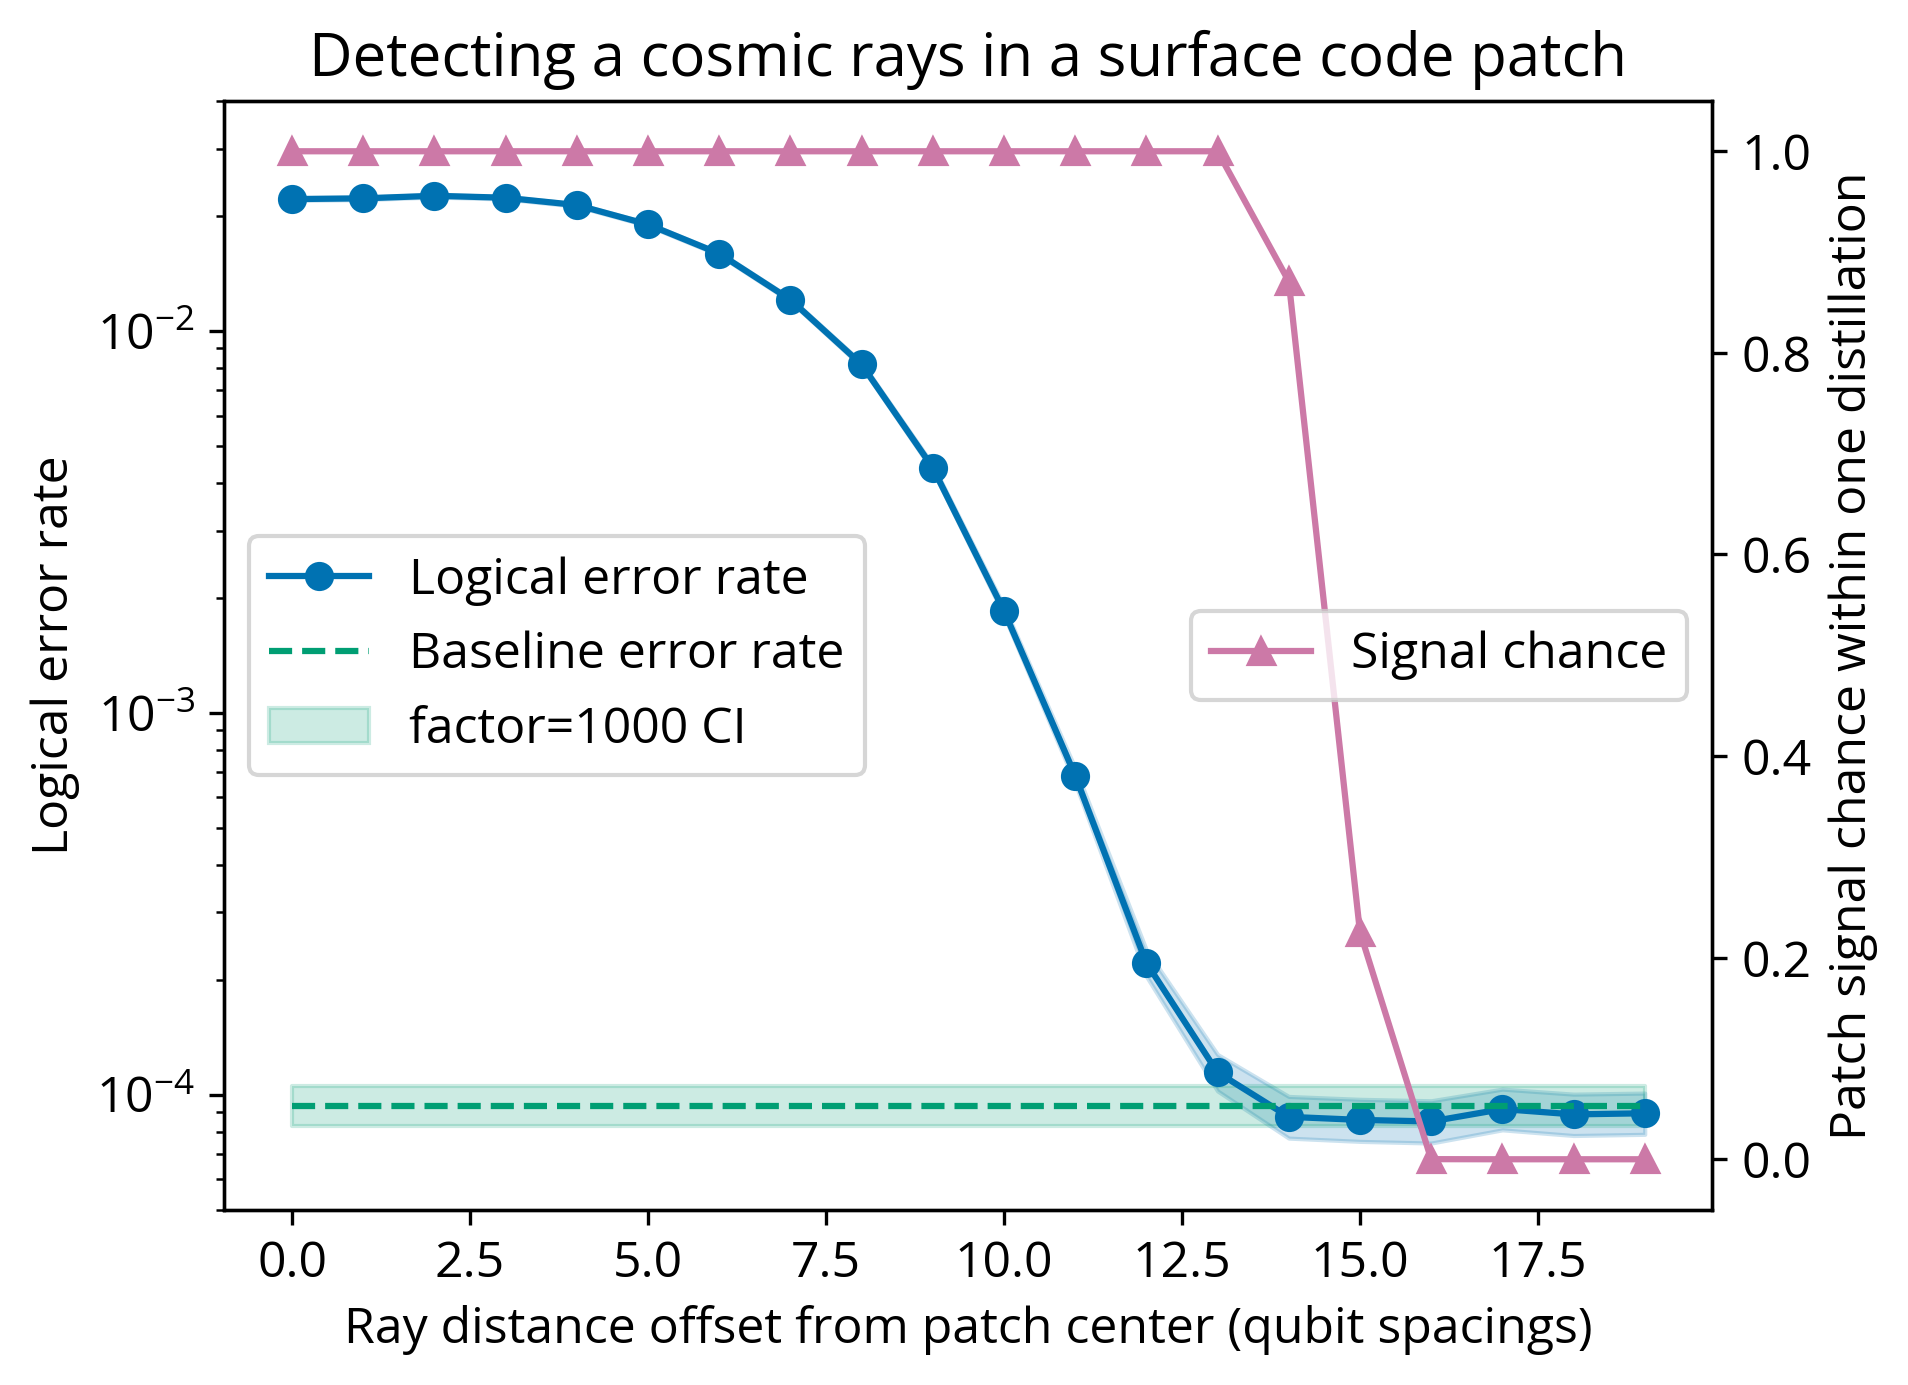 Detecting a cosmic rays in a surface code patch
Logical error rate
10⁻²
10⁻³
10⁻⁴
Logical error rate
Baseline error rate
factor=1000 CI
Signal chance
1.0
0.8
0.6
0.4
0.2
0.0
Patch signal chance within one distillation
0.0 2.5 5.0 7.5 10.0 12.5 15.0 17.5
Ray distance offset from patch center (qubit spacings)